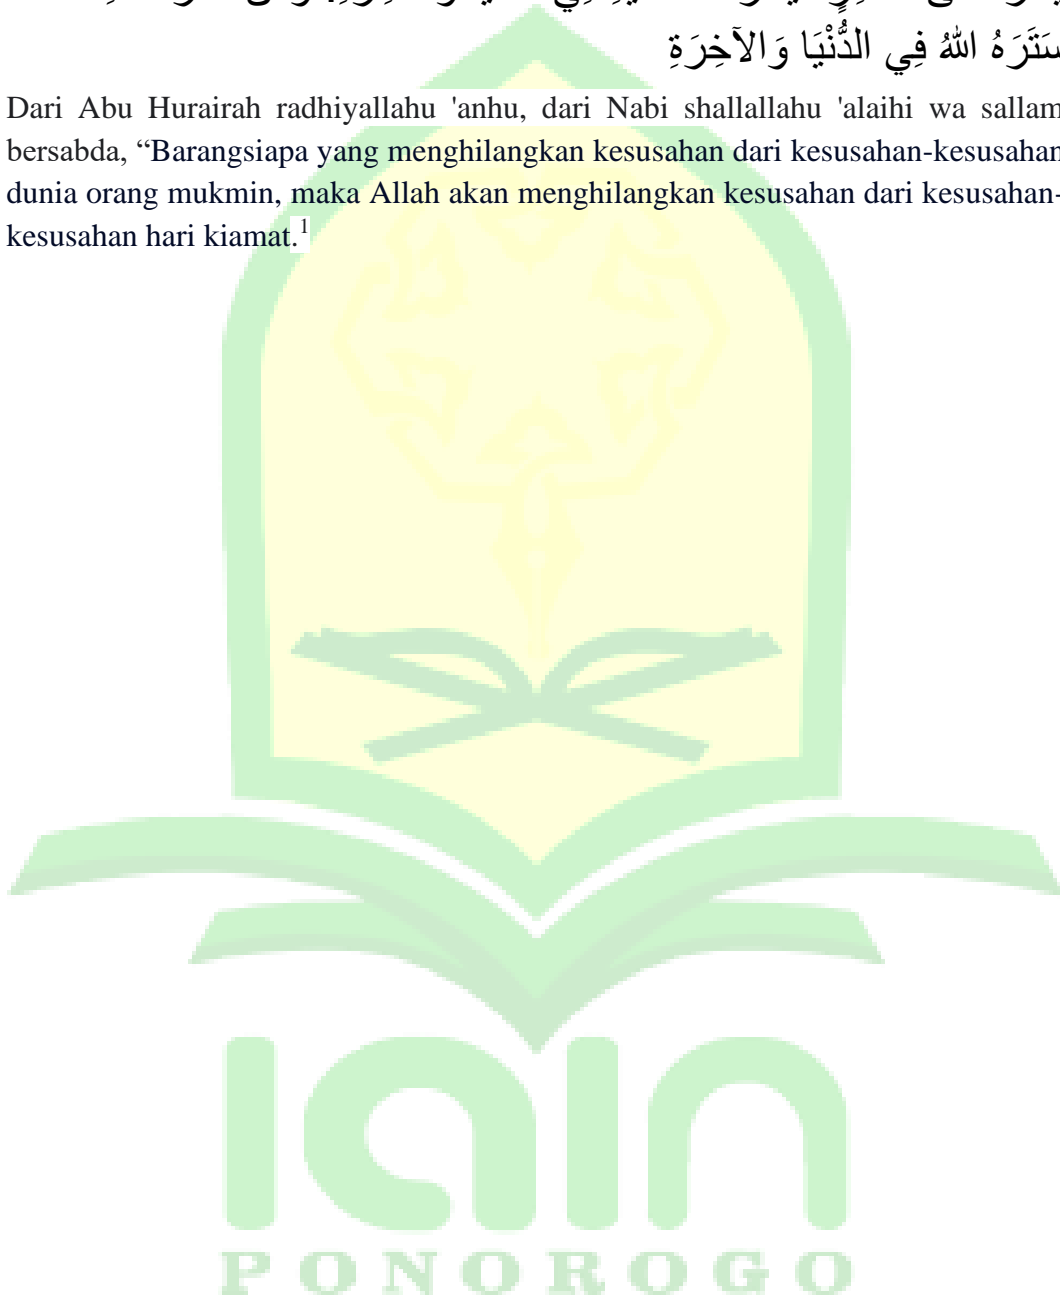 سَتَرَهُ اللهُ فِي الدُّنْيَا وَالآخِرَةِ
Dari Abu Hurairah radhiyallahu 'anhu, dari Nabi shallallahu 'alaihi wa sallam
bersabda, “Barangsiapa yang menghilangkan kesusahan dari kesusahan-kesusahan
dunia orang mukmin, maka Allah akan menghilangkan kesusahan dari kesusahan-
kesusahan hari kiamat.¹
iain
PONOROGO